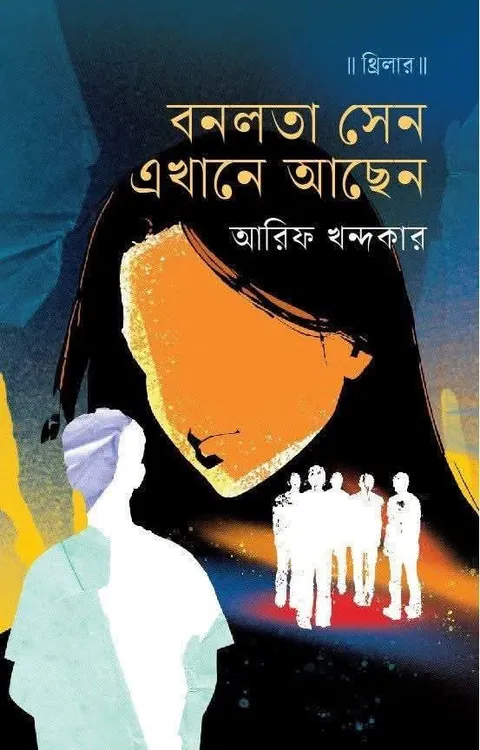 ॥ থ্রিলার ॥
বনলতা সেন
এখানে আছেন
আরিফ খন্দকার